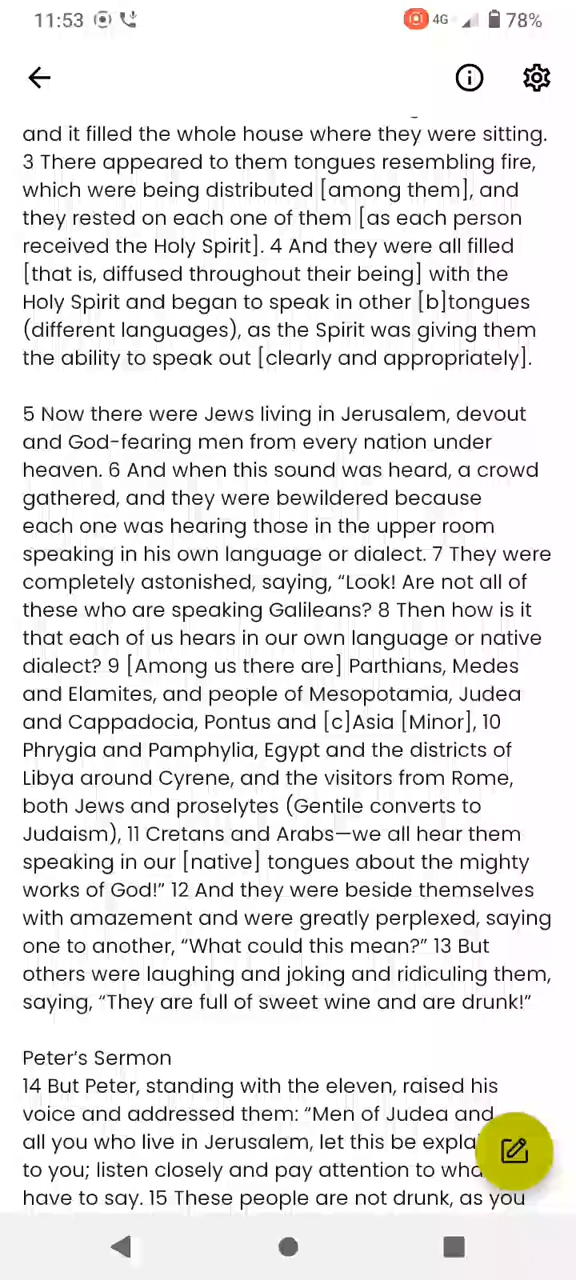 11:53
4G
78%
and it filled the whole house where they were sitting.
3 There appeared to them tongues resembling fire,
which were being distributed [among them], and
they rested on each one of them [as each person
received the Holy Spirit]. 4 And they were all filled
[that is, diffused throughout their being] with the
Holy Spirit and began to speak in other [b]tongues
(different languages), as the Spirit was giving them
the ability to speak out [clearly and appropriately].
5 Now there were Jews living in Jerusalem, devout
and God-fearing men from every nation under
heaven. 6 And when this sound was heard, a crowd
gathered, and they were bewildered because
each one was hearing those in the upper room
speaking in his own language or dialect. 7 They were
completely astonished, saying, “Look! Are not all of
these who are speaking Galileans? 8 Then how is it
that each of us hears in our own language or native
dialect? 9 [Among us there are] Parthians, Medes
and Elamites, and people of Mesopotamia, Judea
and Cappadocia, Pontus and [c]Asia [Minor], 10
Phrygia and Pamphylia, Egypt and the districts of
Libya around Cyrene, and the visitors from Rome,
both Jews and proselytes (Gentile converts to
Judaism), 11 Cretans and Arabs—we all hear them
speaking in our [native] tongues about the mighty
works of God!” 12 And they were beside themselves
with amazement and were greatly perplexed, saying
one to another, “What could this mean?” 13 But
others were laughing and joking and ridiculing them,
saying, “They are full of sweet wine and are drunk!”
Peter’s Sermon
14 But Peter, standing with the eleven, raised his
voice and addressed them: “Men of Judea and
all you who live in Jerusalem, let this be
to you; listen closely and pay attention to
have to say. 15 These people are not drunk, as you